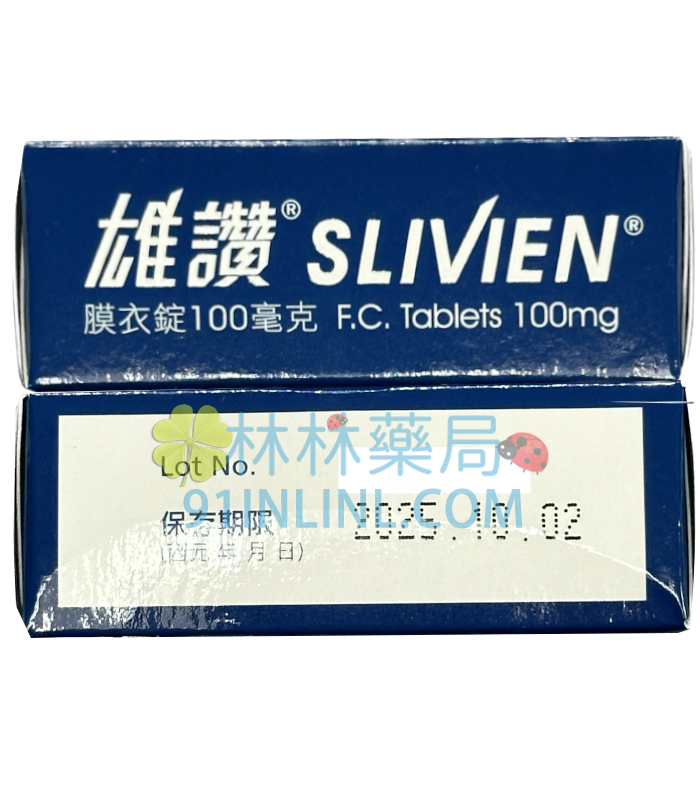 雄讚® SLIVIEN®
膜衣錠100毫克 F.C. Tablets 100mg
林林藥局
Lot No.
91INLINL.COM
保存期限 2025.10.02
(西元 年 月 日)